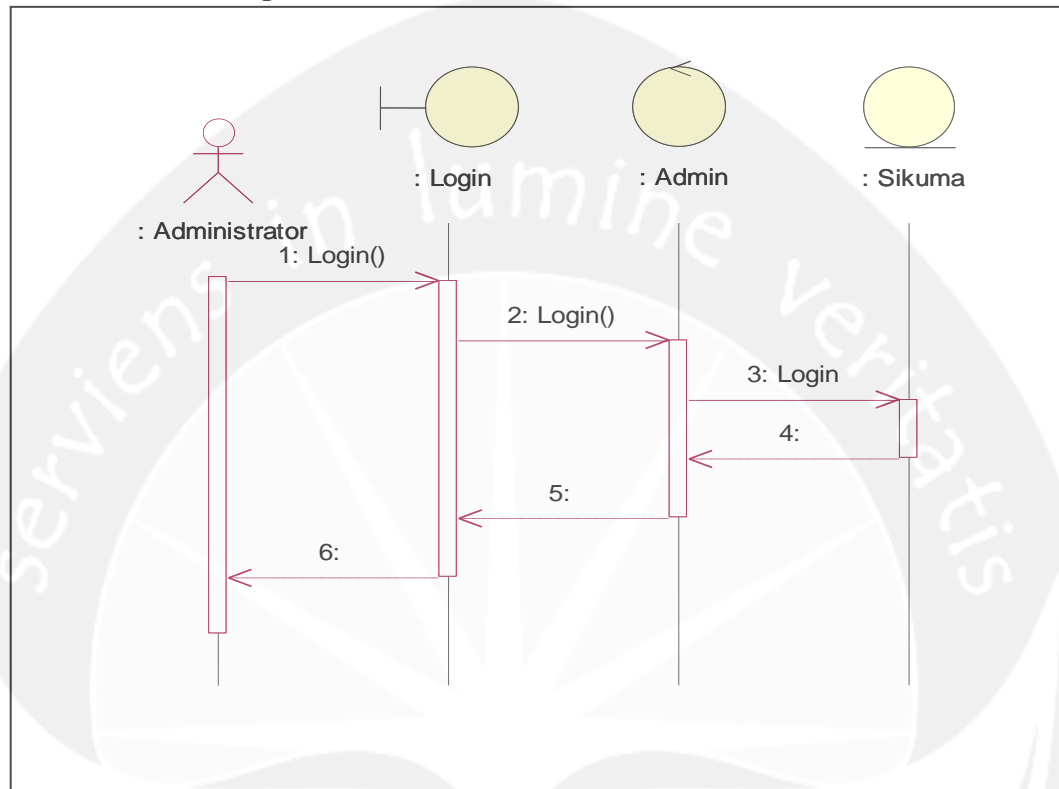 : Login
: Admin
: Sikuma
: Administrator
1: Login()
2: Login()
3: Login
4:
5:
6:
serviens in lumine veritatis